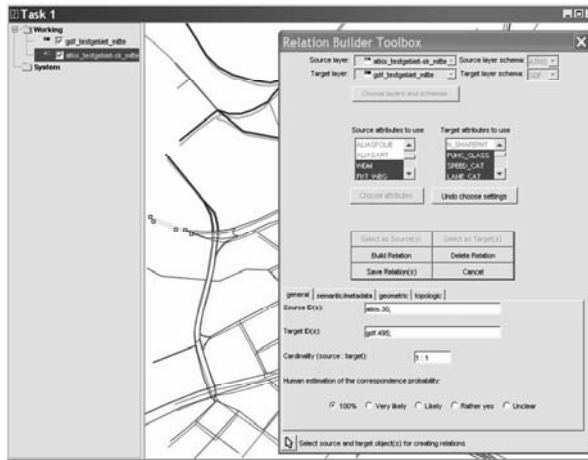 Task 1
Working
gdf_testgebiet_mitte
atkis_testgebiet-ok_mitte
System
Relation Builder Toolbox
Source layer: atkis_testgebiet-ok_mitte Source layer schema: ATKIS
Target layer: gdf_testgebiet_mitte Target layer schema: GDF
Choose layers and schemas
Source attributes to use Target attributes to use
ALIASFOLIE N_SHAPEPNT
ALIASART FUNC_CLASS
WDM SPEED_CAT
FKT_WBG LANE_CAT
Choose attributes Undo choose settings
Select as Source(s) Select as Target(s)
Build Relation Delete Relation
Save Relation(s) Cancel
general semantic/metadata geometric topologic
Source ID(s): atkis.30;
Target ID(s): gdf.495;
Cardinality (source : target): 1 : 1
Human estimation of the correspondence probability:
100% Very likely Likely Rather yes Unclear
Select source and target object(s) for creating relations